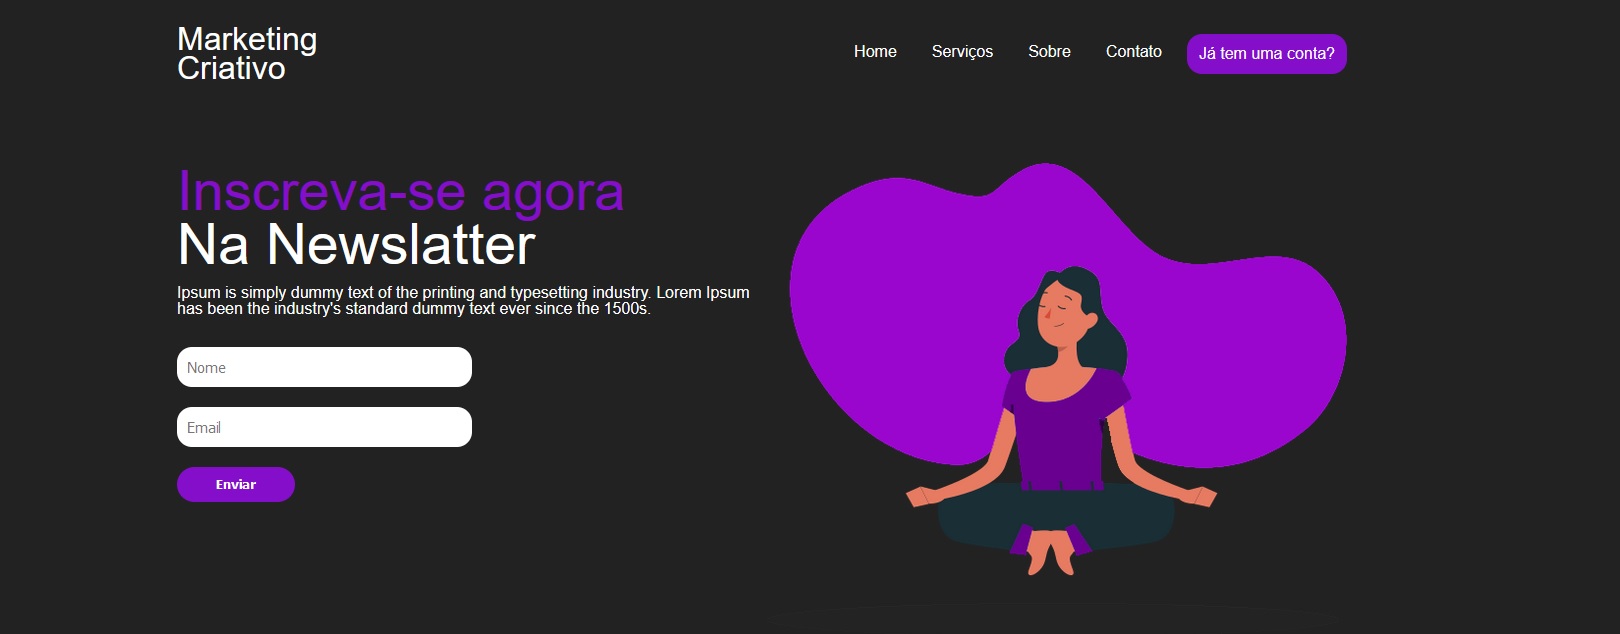 Marketing
Criativo
Home Serviços Sobre Contato Já tem uma conta?
Inscreva-se agora
Na Newslatter
Ipsum is simply dummy text of the printing and typesetting industry. Lorem Ipsum
has been the industry's standard dummy text ever since the 1500s.
Nome
Email
Enviar